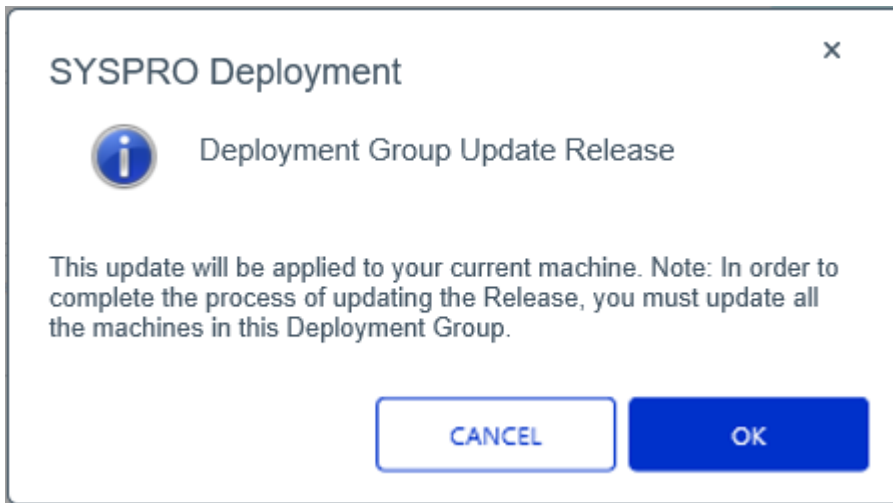 SYSPRO Deployment
Deployment Group Update Release
This update will be applied to your current machine. Note: In order to
complete the process of updating the Release, you must update all
the machines in this Deployment Group.
CANCEL OK